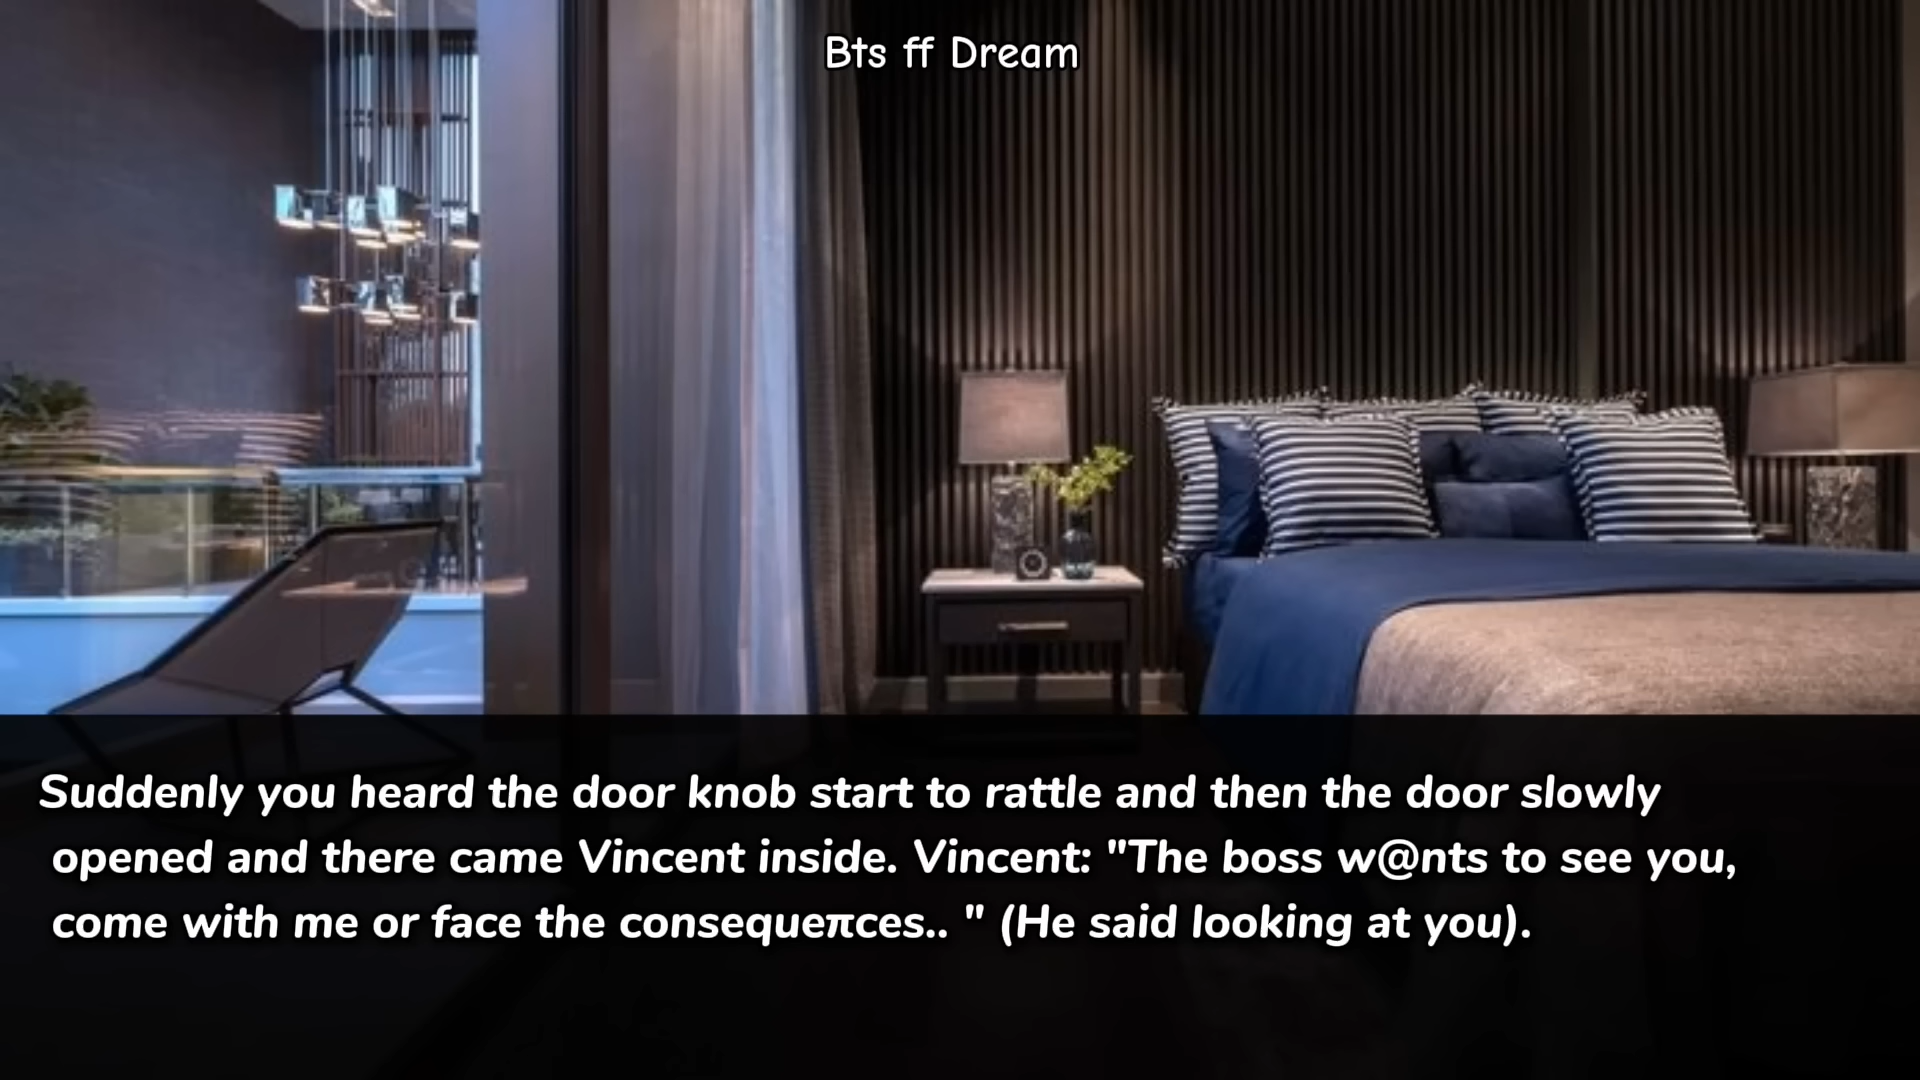 Bts ff Dream
Suddenly you heard the door knob start to rattle and then the door slowly
opened and there came Vincent inside. Vincent: "The boss w@nts to see you,
come with me or face the consequeπces.. " (He said looking at you).